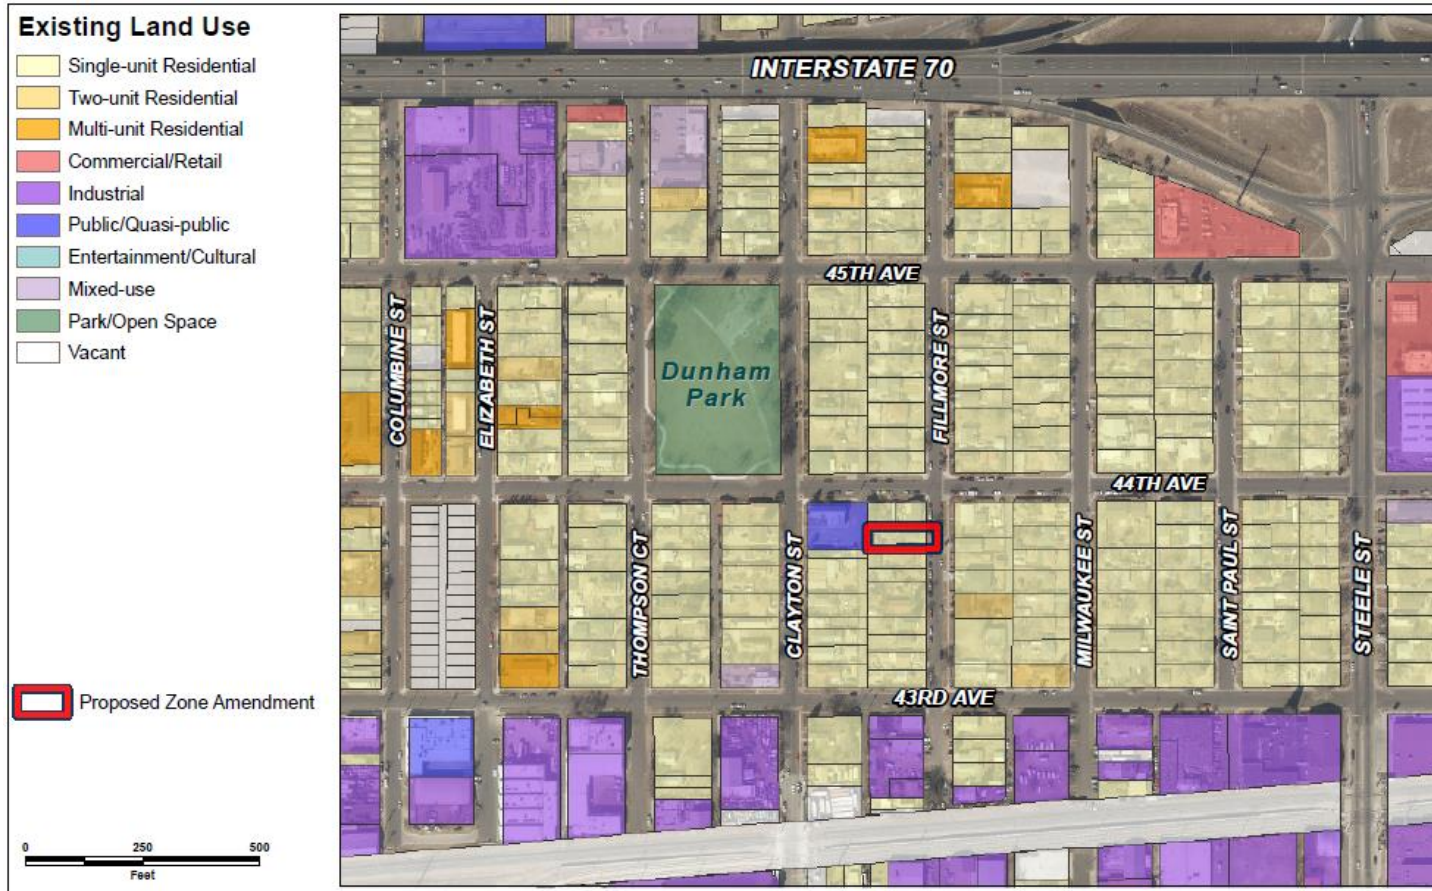 Existing Land Use
Single-unit Residential
Two-unit Residential
Multi-unit Residential
Commercial/Retail
Industrial
Public/Quasi-public
Entertainment/Cultural
Mixed-use
Park/Open Space
Vacant
Proposed Zone Amendment
0 250 500
Feet
INTERSTATE 70
45TH AVE
COLUMBINE ST
ELIZABETH ST
Dunham
Park
FILLMORE ST
44TH AVE
THOMPSON CT
CLAYTON ST
MILWAUKEE ST
SAINT PAUL ST
STEELE ST
43RD AVE